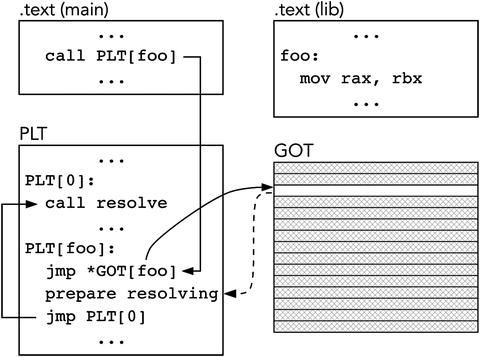 .text (main)
...
call PLT[foo]
...
.text (lib)
...
foo:
mov rax, rbx
...
PLT
...
PLT[0]:
call resolve
...
PLT[foo]:
jmp *GOT[foo]
prepare resolving
jmp PLT[0]
...
GOT